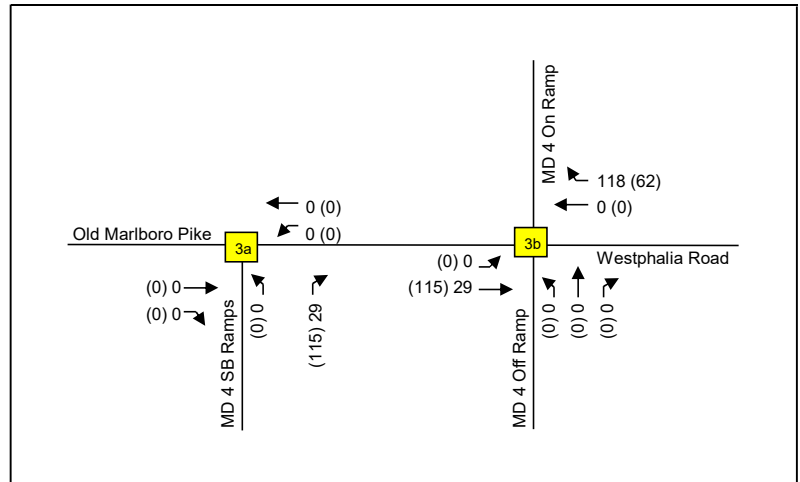 MD 4 On Ramp
118 (62)
0 (0)
0 (0)
0 (0)
Old Marlboro Pike
3a
3b
Westphalia Road
(0) 0
(115) 29
(0) 0
(0) 0
(0) 0
(115) 29
(0) 0
(0) 0
(0) 0
MD 4 SB Ramps
MD 4 Off Ramp